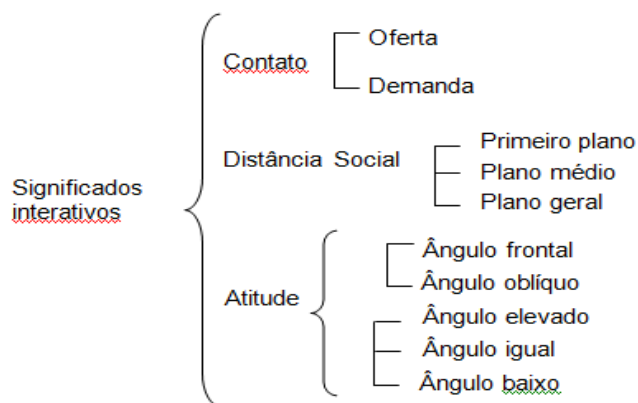 Contato
Oferta
Demanda
Distância Social
Primeiro plano
Plano médio
Plano geral
Significados
interativos
Atitude
Ângulo frontal
Ângulo oblíquo
Ângulo elevado
Ângulo igual
Ângulo baixo